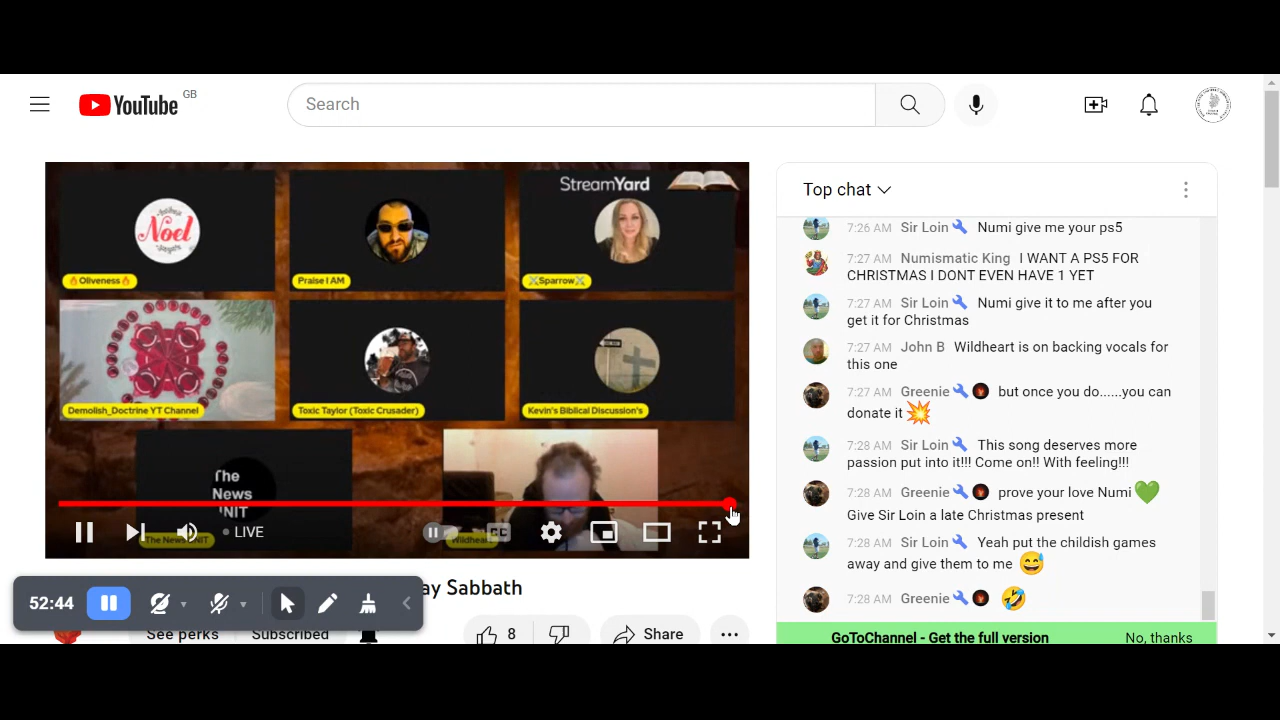 YouTube GB
Search
StreamYard
Noel
🔥Oliveness🔥
Praise I AM
⚔Sparrow⚔
Demolish_Doctrine YT Channel
Toxic Taylor (Toxic Crusader)
Kevin's Biblical Discussion's
The
News
UNIT
The News UNIT
Wildhea
LIVE
CC
ay Sabbath
52:44
See perks
Subscribed
8
Share
Top chat
7:26 AM Sir Loin Numi give me your ps5
7:27 AM Numismatic King I WANT A PS5 FOR
CHRISTMAS I DONT EVEN HAVE 1 YET
7:27 AM Sir Loin Numi give it to me after you
get it for Christmas
7:27 AM John B Wildheart is on backing vocals for
this one
7:27 AM Greenie but once you do......you can
donate it 💥
7:28 AM Sir Loin This song deserves more
passion put into it!!! Come on!! With feeling!!!
7:28 AM Greenie prove your love Numi 💚
Give Sir Loin a late Christmas present
7:28 AM Sir Loin Yeah put the childish games
away and give them to me 😅
7:28 AM Greenie 🤣
GoToChannel - Get the full version
No, thanks